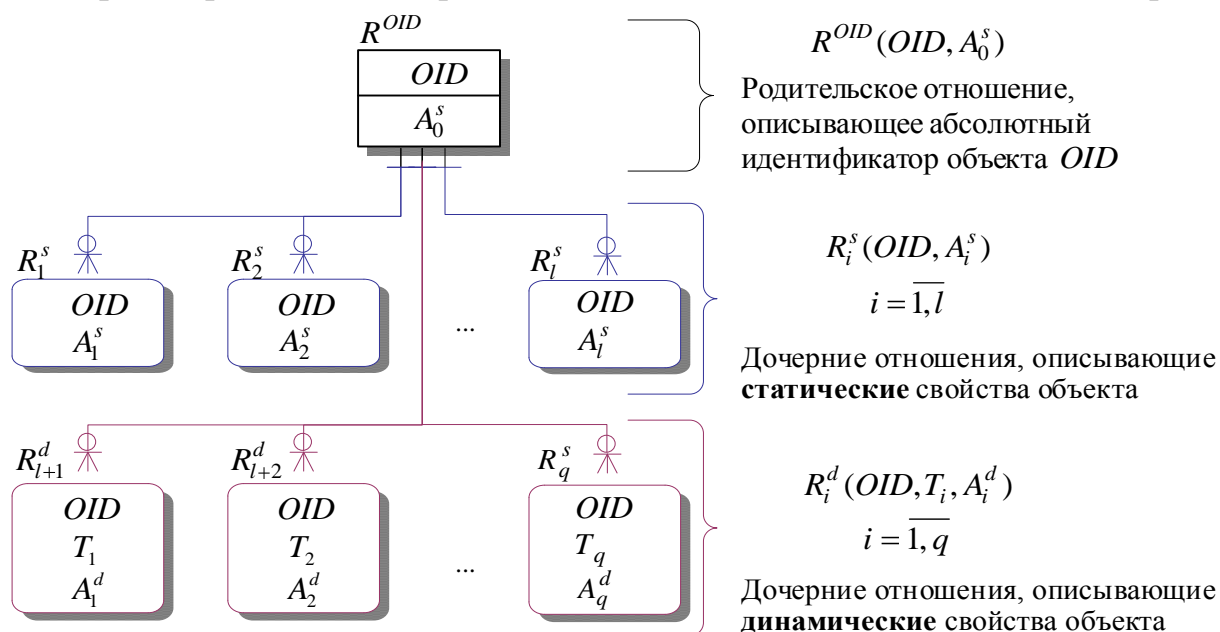 R^{OID}
OID
A_0^s
R^{OID}(OID, A_0^s)
Родительское отношение,
описывающее абсолютный
идентификатор объекта OID
R_1^s
OID
A_1^s
R_2^s
OID
A_2^s
...
R_l^s
OID
A_l^s
R_i^s(OID, A_i^s)
i = \overline{1, l}
Дочерние отношения, описывающие
статические свойства объекта
R_{l+1}^d
OID
T_1
A_1^d
R_{l+2}^d
OID
T_2
A_2^d
...
R_q^s
OID
T_q
A_q^d
R_i^d(OID, T_i, A_i^d)
i = \overline{1, q}
Дочерние отношения, описывающие
динамические свойства объекта